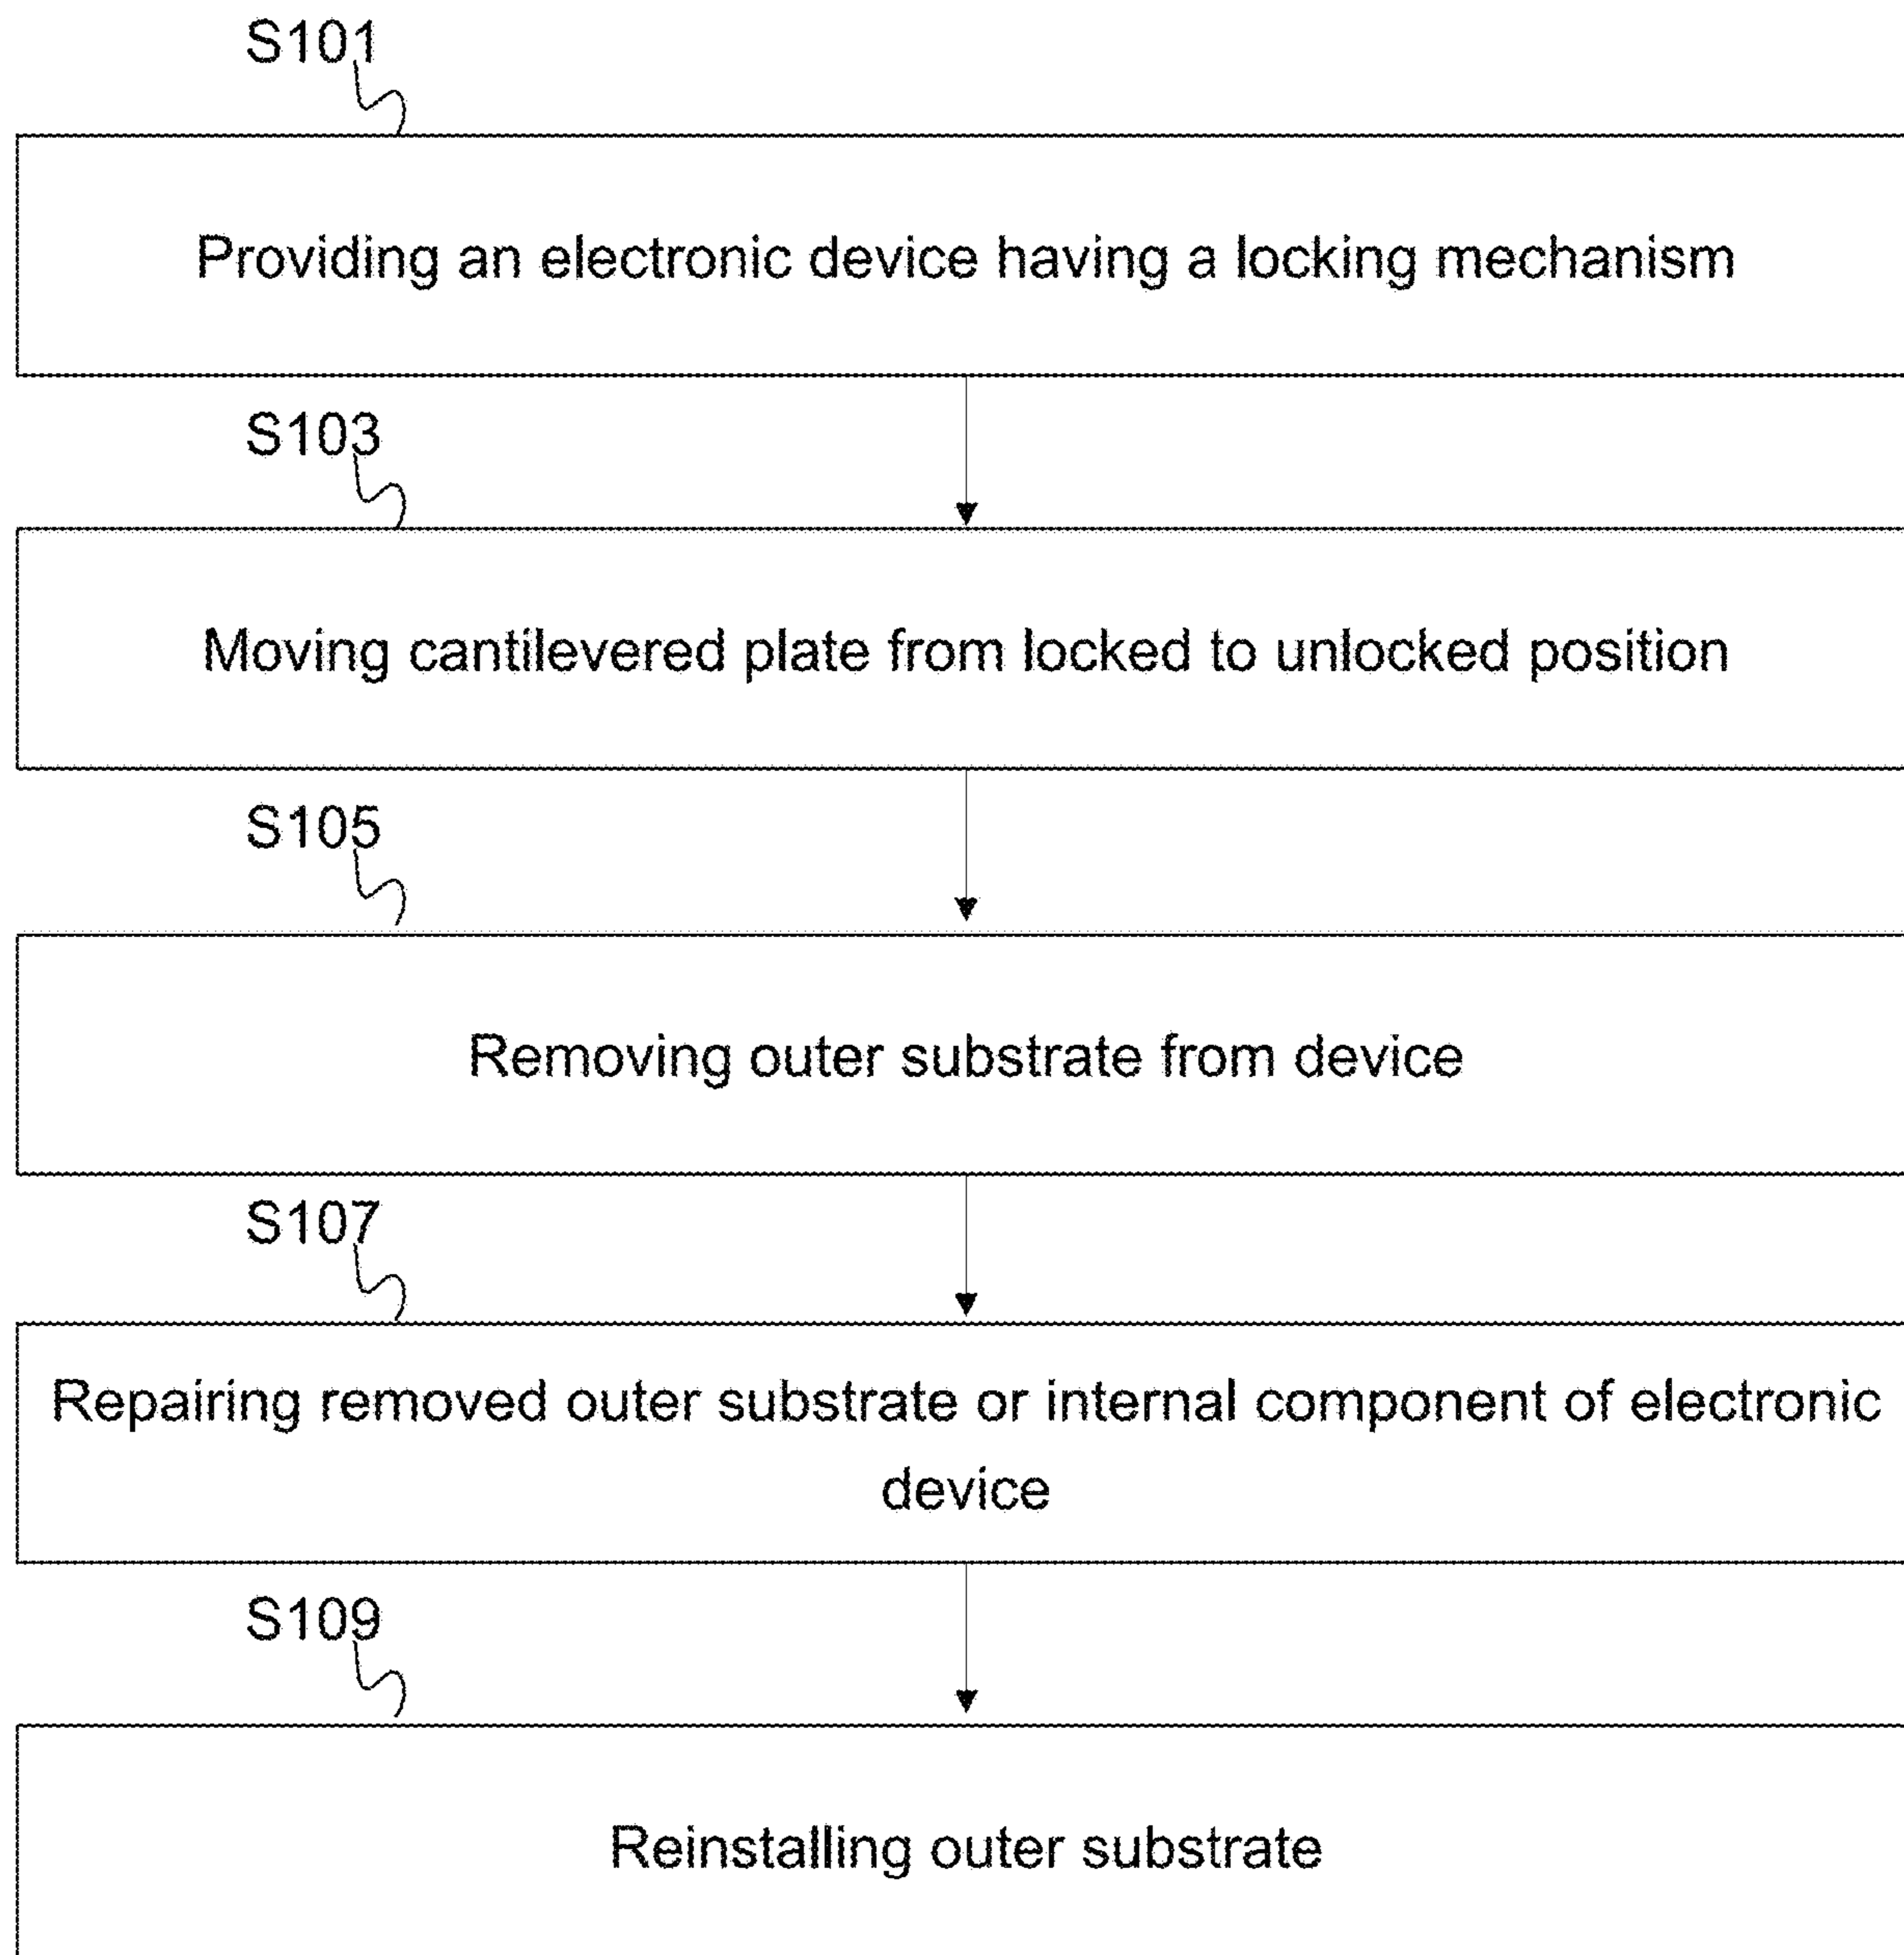 S101
Providing an electronic device having a locking mechanism
S103
Moving cantilevered plate from locked to unlocked position
S105
Removing outer substrate from device
S107
Repairing removed outer substrate or internal component of electronic
device
S109
Reinstalling outer substrate